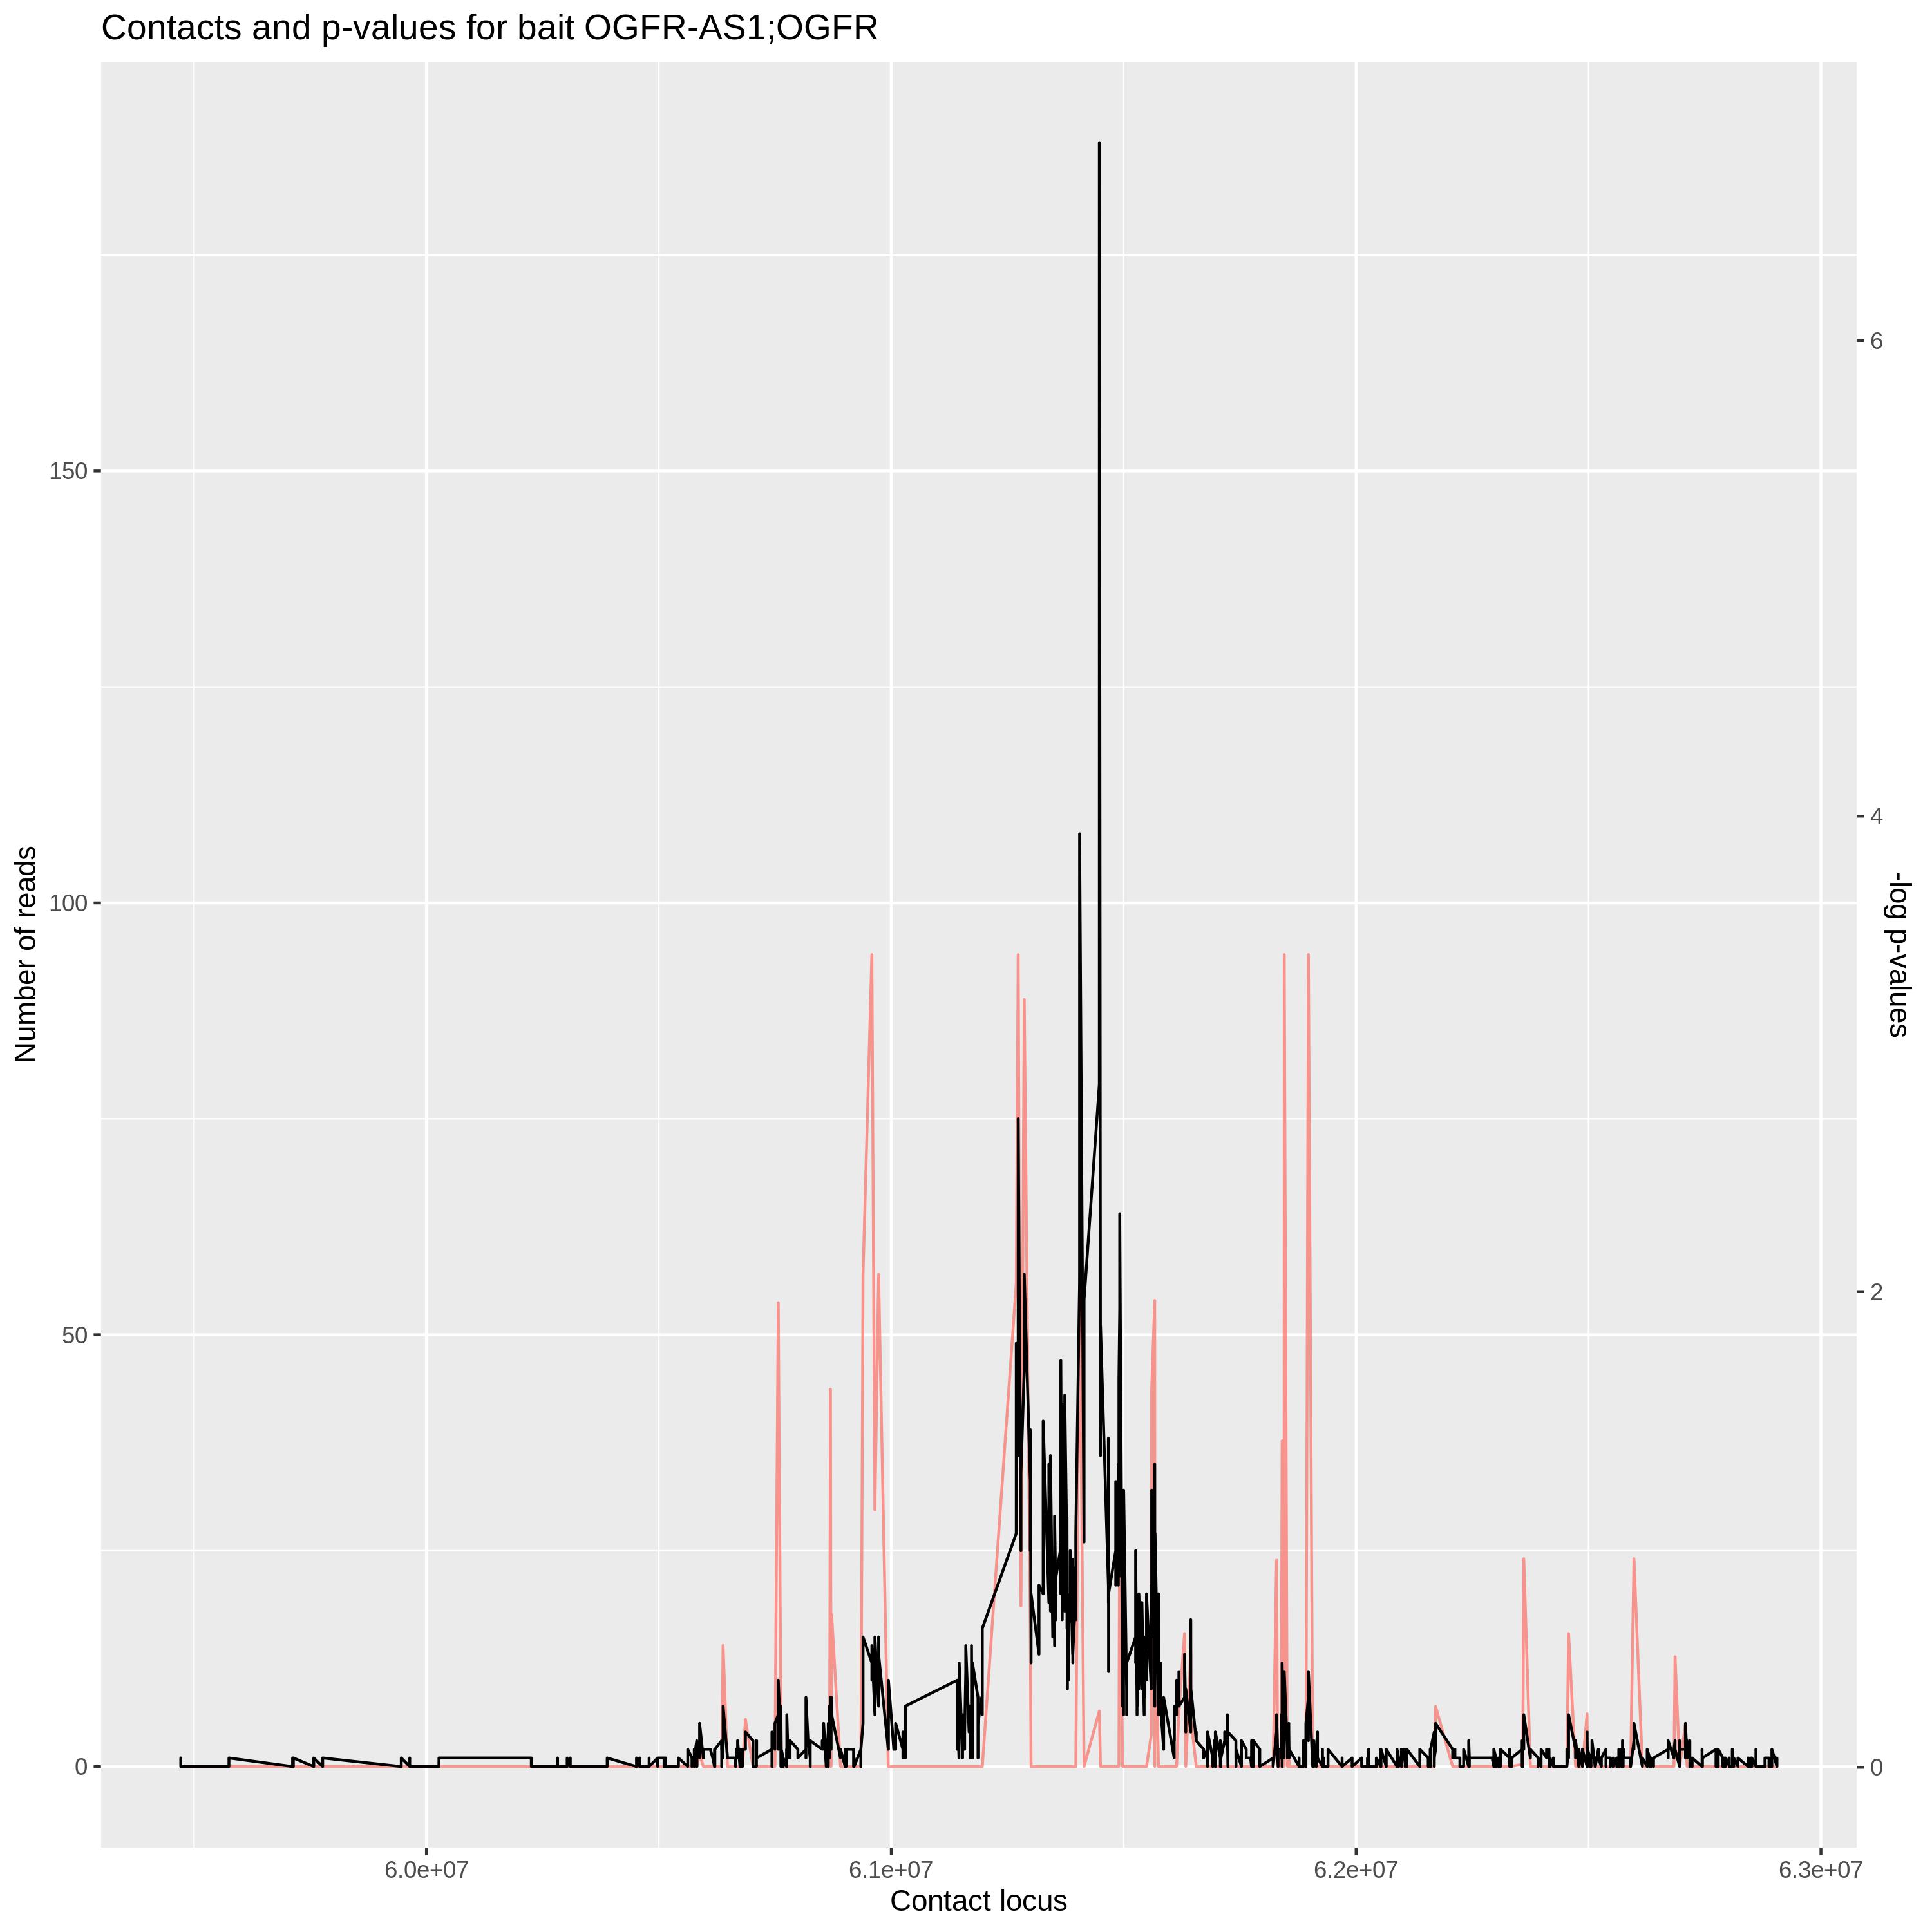 Contacts and p-values for bait OGFR-AS1;OGFR
150
100
50
0
Number of reads
6
4
2
0
-log p-values
6.0e+07
6.1e+07
6.2e+07
6.3e+07
Contact locus